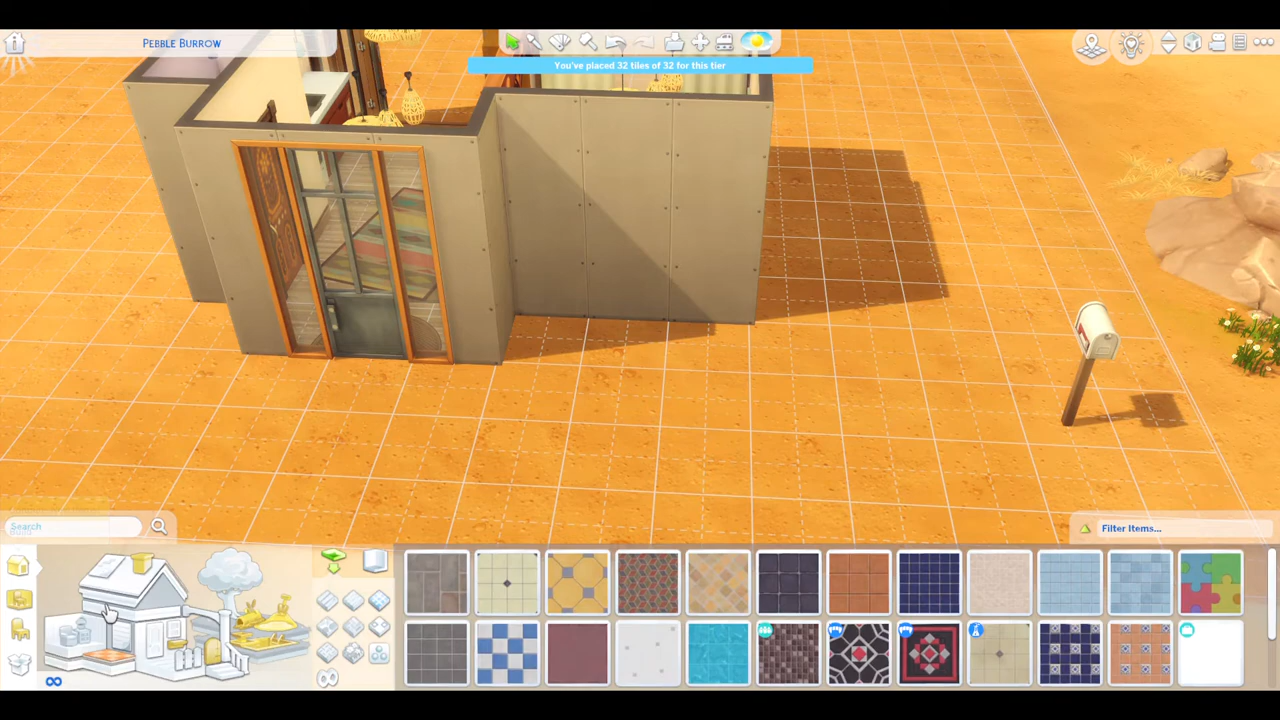 PEBBLE BURROW
You've placed 32 tiles of 32 for this tier
Search
Filter Items...